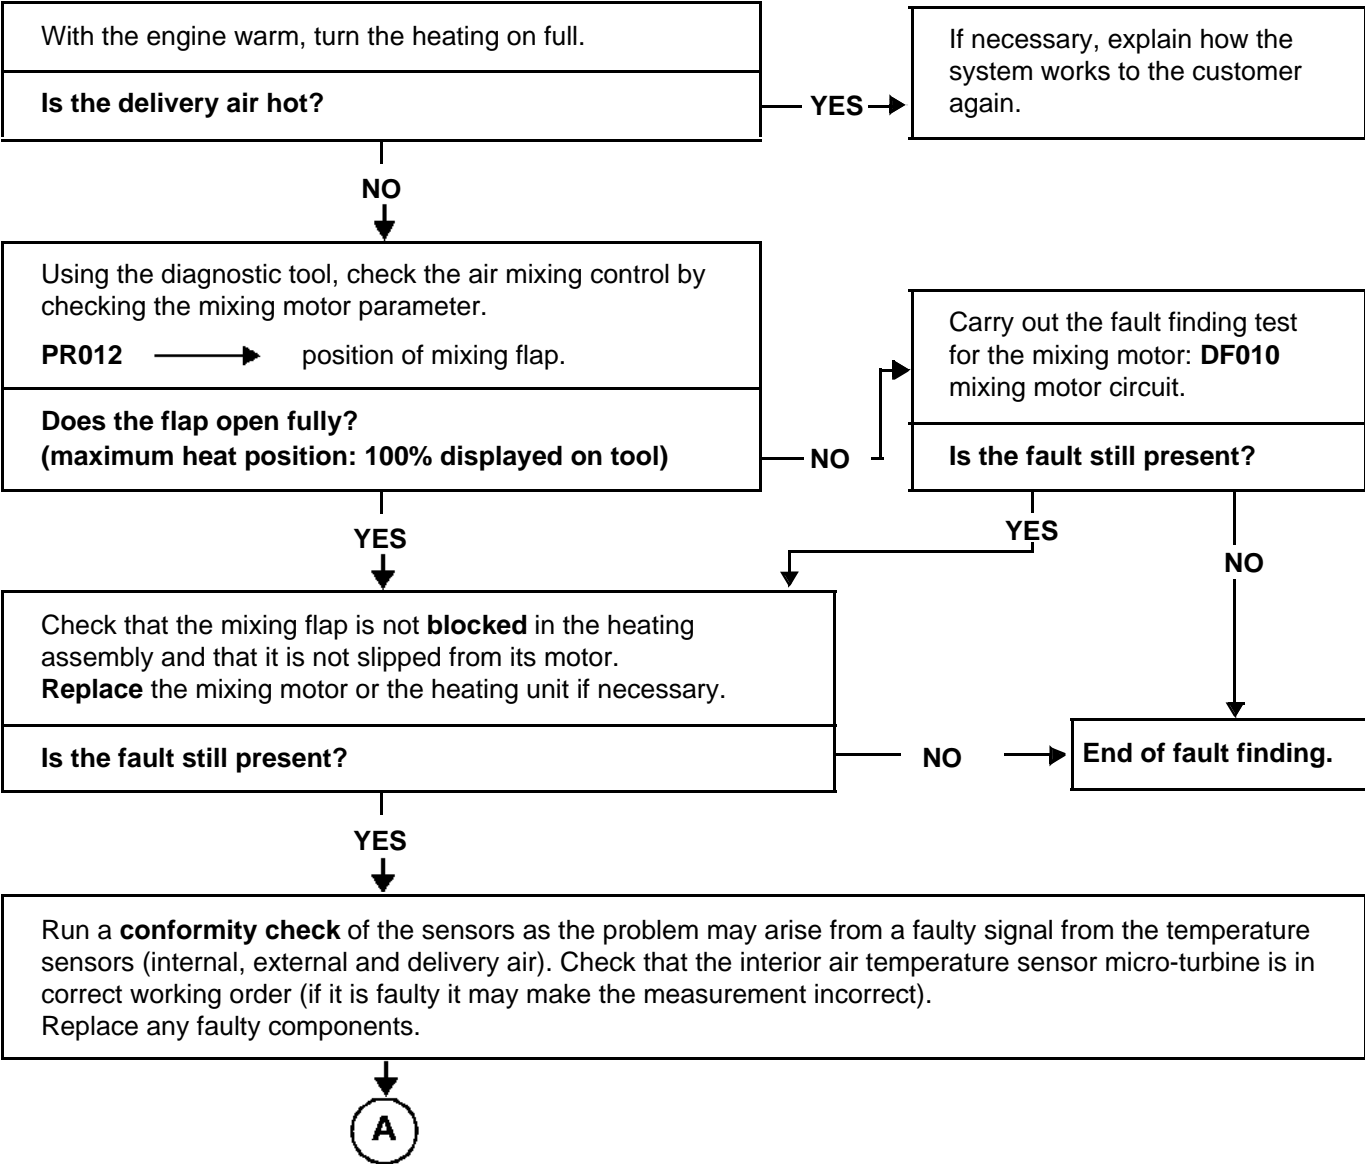 With the engine warm, turn the heating on full.
Is the delivery air hot?
YES
If necessary, explain how the
system works to the customer
again.
NO
Using the diagnostic tool, check the air mixing control by
checking the mixing motor parameter.
PR012 position of mixing flap.
Does the flap open fully?
(maximum heat position: 100% displayed on tool)
NO
Carry out the fault finding test
for the mixing motor: DF010
mixing motor circuit.
Is the fault still present?
YES
YES
NO
Check that the mixing flap is not blocked in the heating
assembly and that it is not slipped from its motor.
Replace the mixing motor or the heating unit if necessary.
Is the fault still present?
NO
End of fault finding.
YES
Run a conformity check of the sensors as the problem may arise from a faulty signal from the temperature
sensors (internal, external and delivery air). Check that the interior air temperature sensor micro-turbine is in
correct working order (if it is faulty it may make the measurement incorrect).
Replace any faulty components.
A